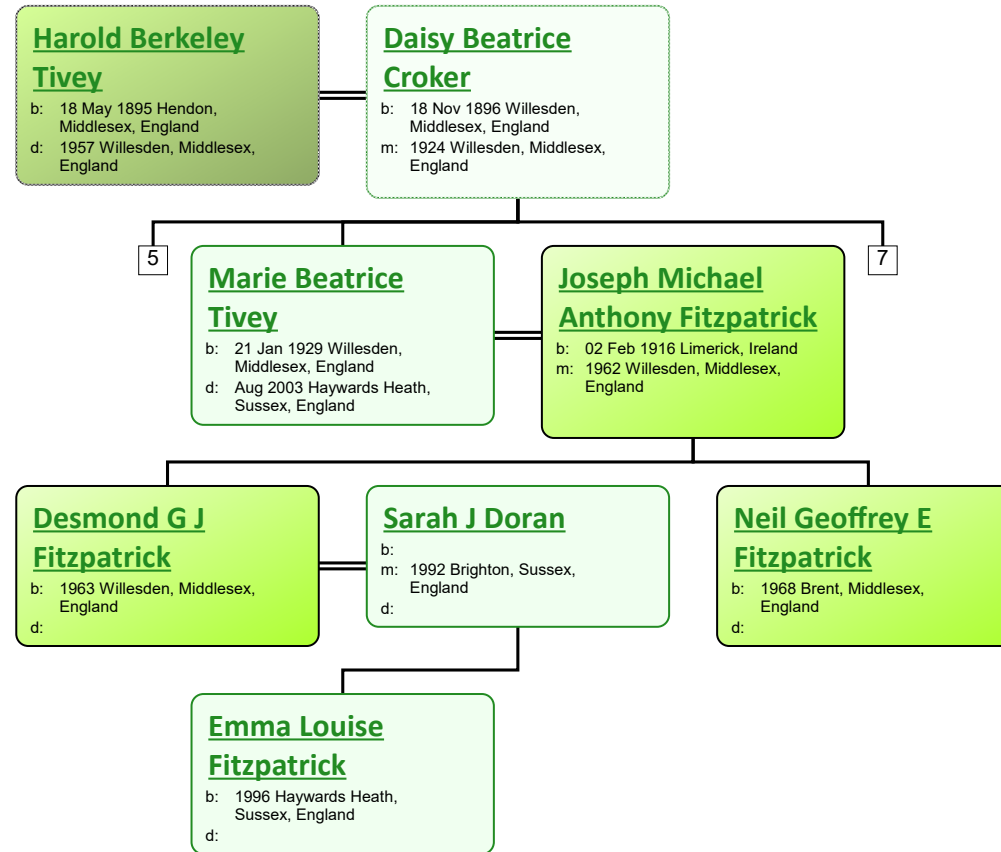 Harold Berkeley
Tivey
b: 18 May 1895 Hendon,
Middlesex, England
d: 1957 Willesden, Middlesex,
England
Daisy Beatrice
Croker
b: 18 Nov 1896 Willesden,
Middlesex, England
m: 1924 Willesden, Middlesex,
England
5
Marie Beatrice
Tivey
b: 21 Jan 1929 Willesden,
Middlesex, England
d: Aug 2003 Haywards Heath,
Sussex, England
Joseph Michael
Anthony Fitzpatrick
b: 02 Feb 1916 Limerick, Ireland
m: 1962 Willesden, Middlesex,
England
7
Desmond G J
Fitzpatrick
b: 1963 Willesden, Middlesex,
England
d:
Sarah J Doran
b:
m: 1992 Brighton, Sussex,
England
d:
Neil Geoffrey E
Fitzpatrick
b: 1968 Brent, Middlesex,
England
d:
Emma Louise
Fitzpatrick
b: 1996 Haywards Heath,
Sussex, England
d: